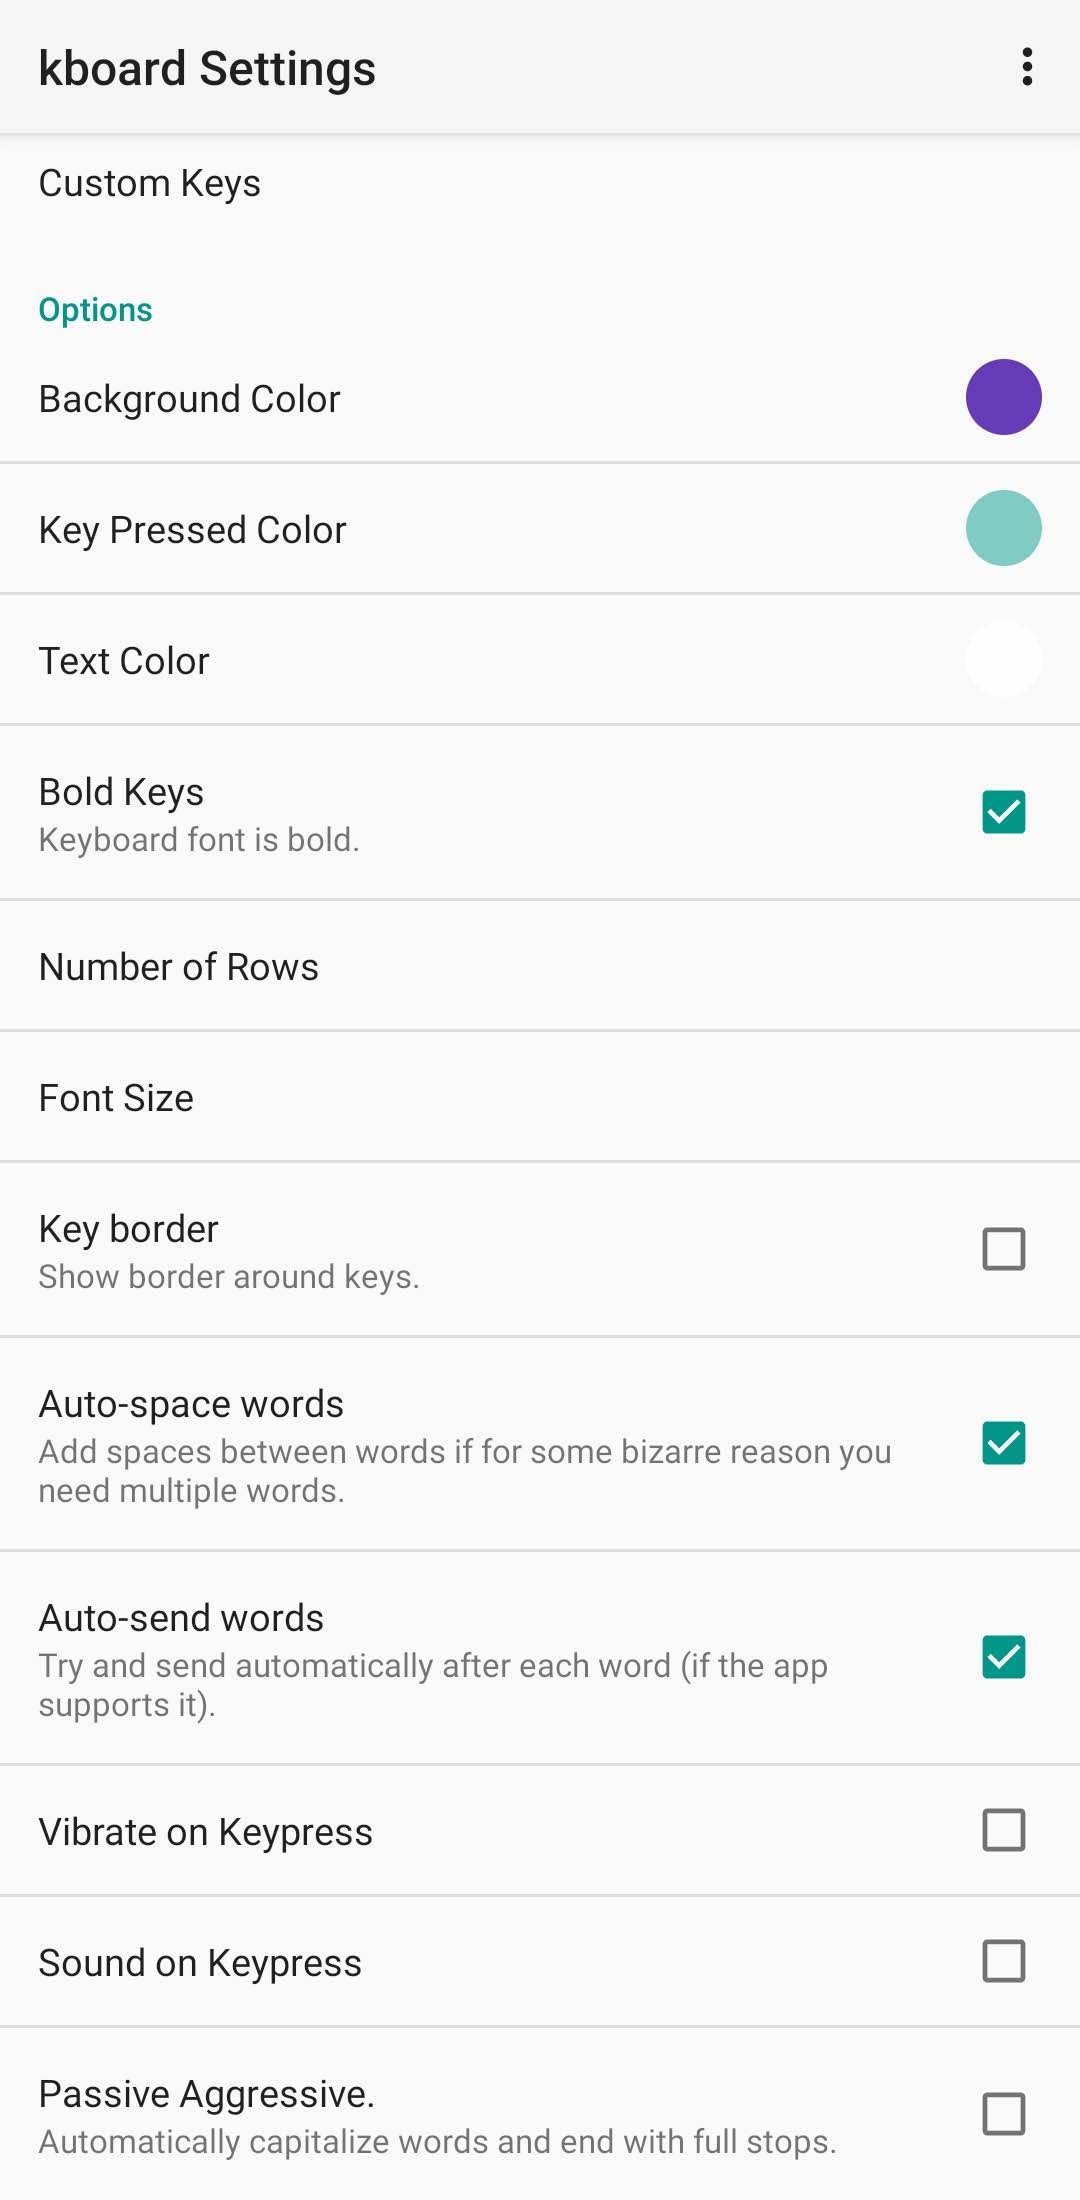 kboard Settings
Custom Keys
Options
Background Color
Key Pressed Color
Text Color
Bold Keys
Keyboard font is bold.
Number of Rows
Font Size
Key border
Show border around keys.
Auto-space words
Add spaces between words if for some bizarre reason you
need multiple words.
Auto-send words
Try and send automatically after each word (if the app
supports it).
Vibrate on Keypress
Sound on Keypress
Passive Aggressive.
Automatically capitalize words and end with full stops.